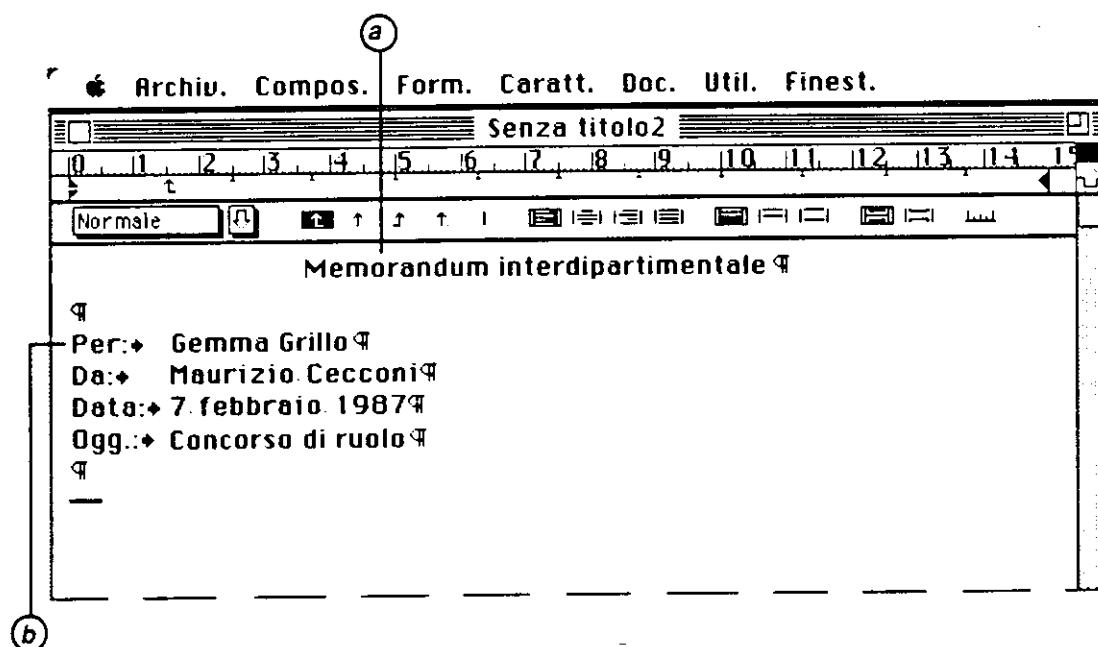 a
Archiv. Compos. Form. Caratt. Doc. Util. Finest.
Senza titolo2
0 1 2 3 4 5 6 7 8 9 10 11 12 13 14 15
Normale
Memorandum interdipartimentale ¶
¶
Per: Gemma Grillo¶
Da: Maurizio Cecconi¶
Data: 7 febbraio 1987¶
Ogg.: Concorso di ruolo¶
¶
b